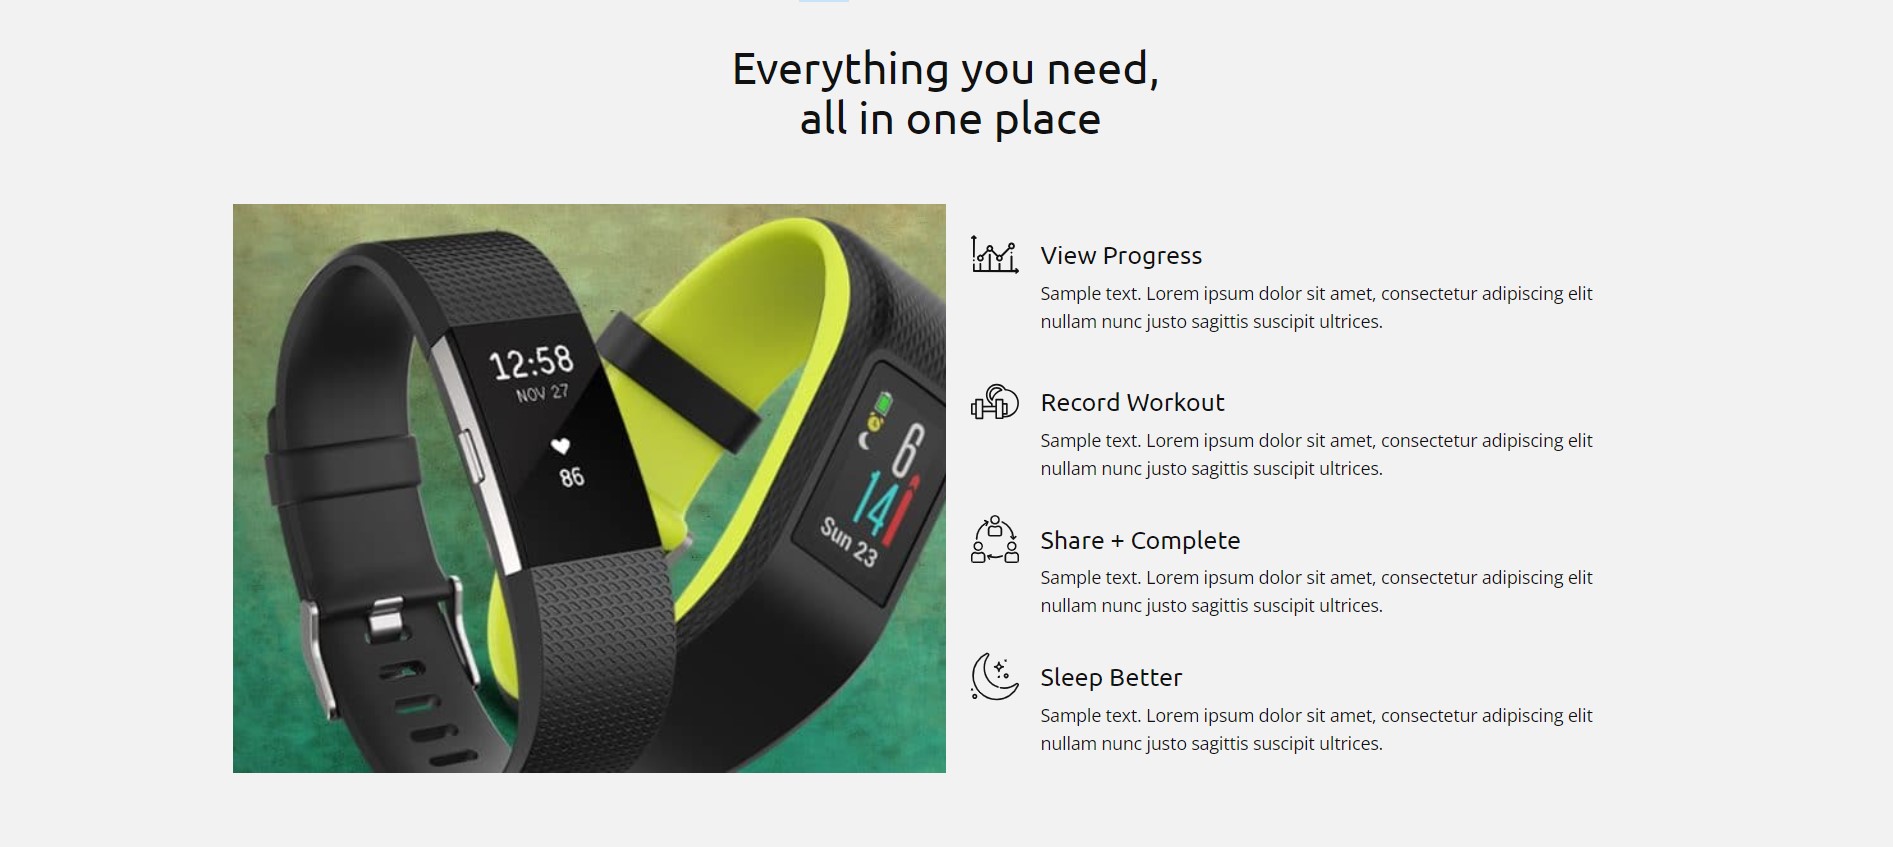 Everything you need,
all in one place
12:58
NOV 27
86
6
14
Sun 23
View Progress
Sample text. Lorem ipsum dolor sit amet, consectetur adipiscing elit
nullam nunc justo sagittis suscipit ultrices.
Record Workout
Sample text. Lorem ipsum dolor sit amet, consectetur adipiscing elit
nullam nunc justo sagittis suscipit ultrices.
Share + Complete
Sample text. Lorem ipsum dolor sit amet, consectetur adipiscing elit
nullam nunc justo sagittis suscipit ultrices.
Sleep Better
Sample text. Lorem ipsum dolor sit amet, consectetur adipiscing elit
nullam nunc justo sagittis suscipit ultrices.